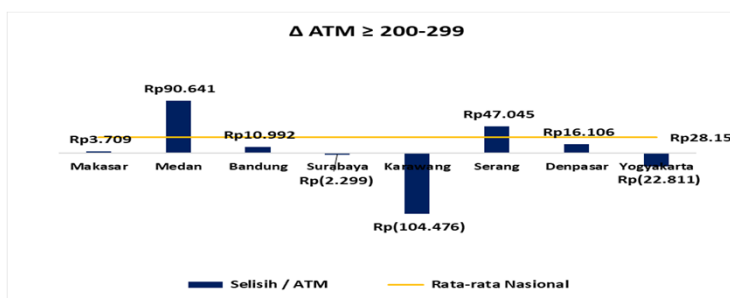 Δ ATM ≥ 200-299
Rp90.641
Rp47.045
Rp3.709
Rp10.992
Rp16.106
Rp28.15
Makasar
Medan
Bandung
Surabaya
Karawang
Serang
Denpasar
Yogyakarta
Rp(2.299)
Rp(22.811)
Rp(104.476)
Selisih / ATM
Rata-rata Nasional